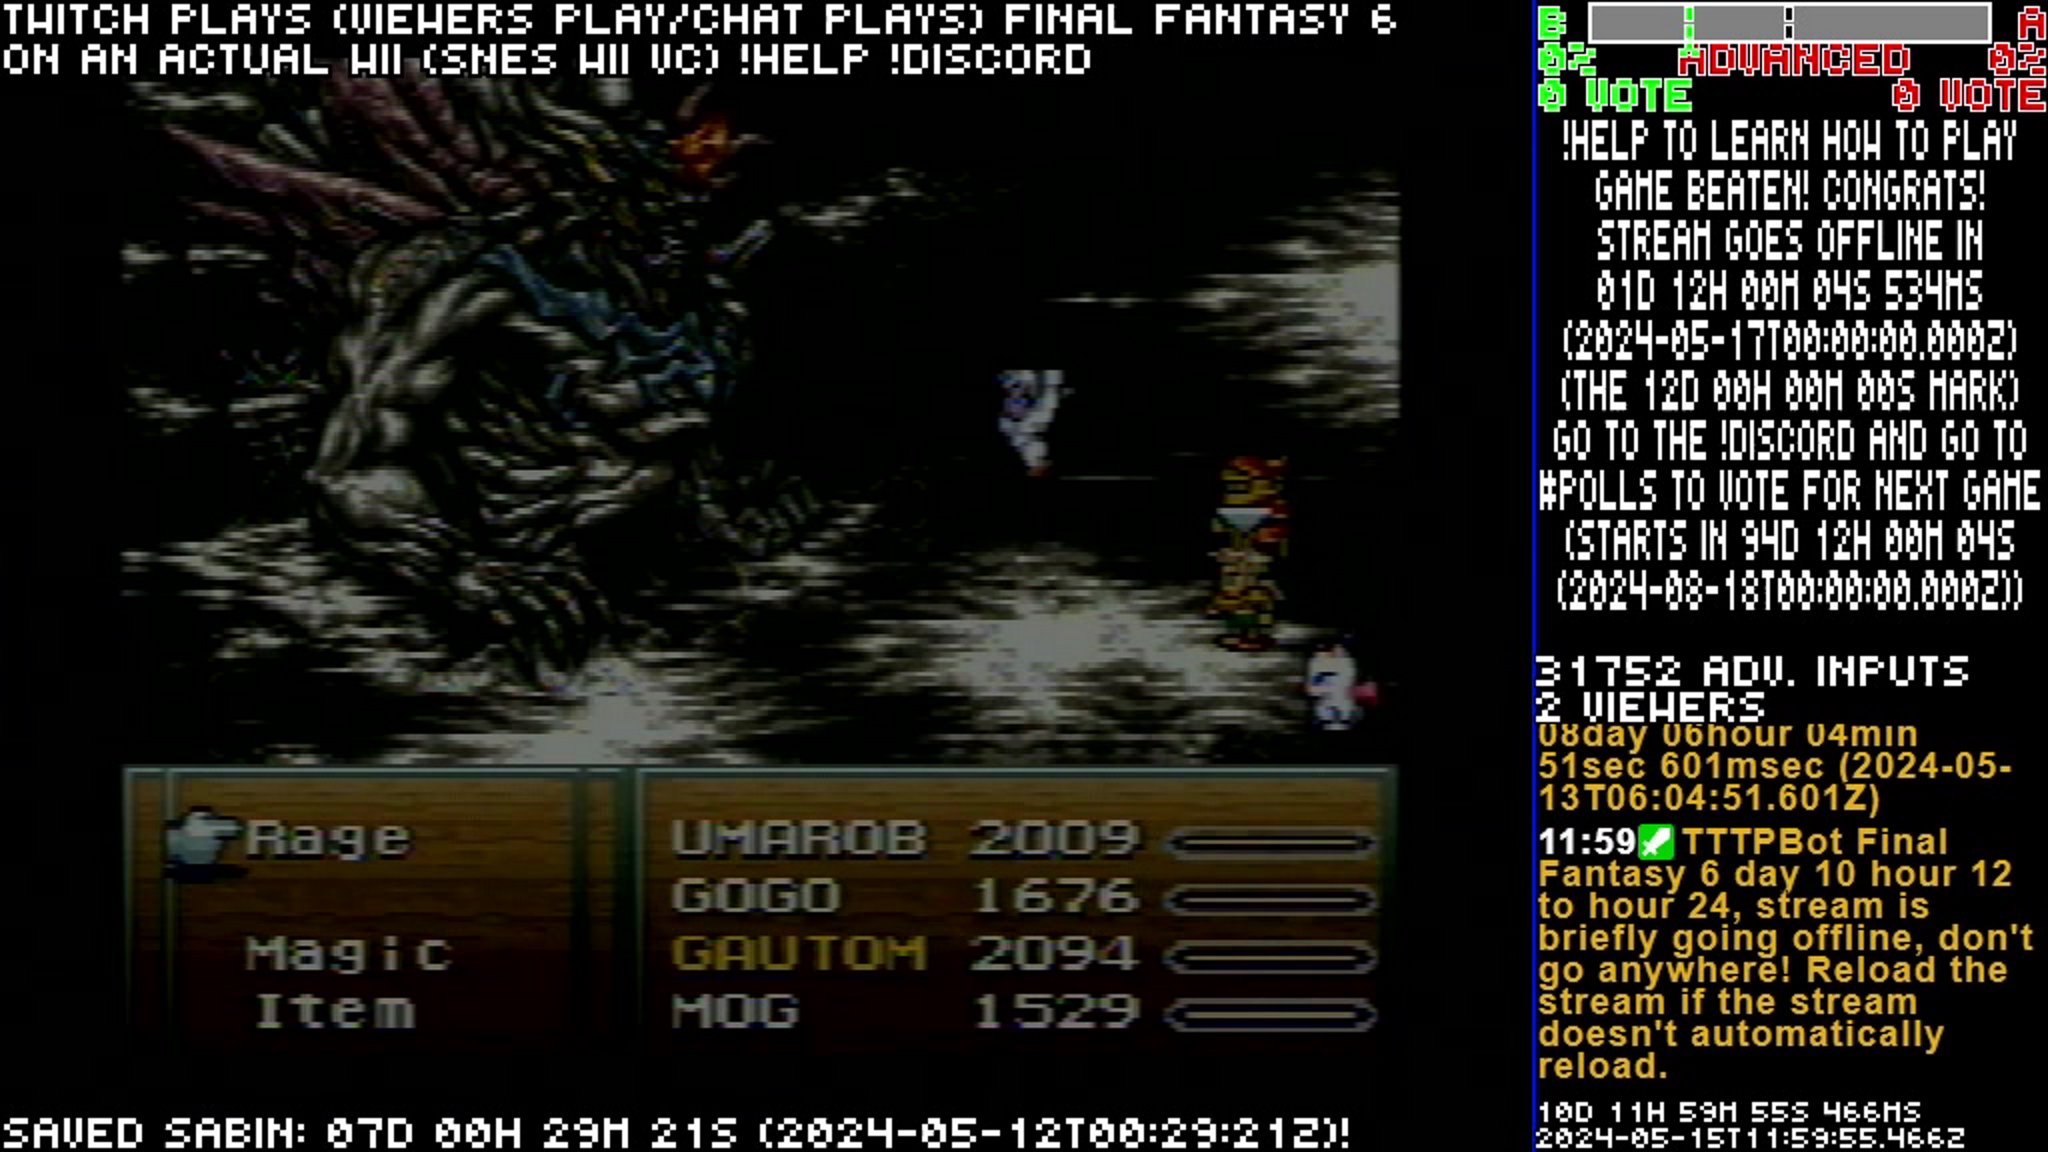 TWITCH PLAYS (VIEWERS PLAY/CHAT PLAYS) FINAL FANTASY 6
ON AN ACTUAL WII (SNES WII VC) !HELP !DISCORD
B A
0% ADVANCED 0%
0 VOTE 0 VOTE
!HELP TO LEARN HOW TO PLAY
GAME BEATEN! CONGRATS!
STREAM GOES OFFLINE IN
01D 12H 00M 04S 534MS
(2024-05-17T00:00:00.000Z)
(THE 12D 00H 00M 00S MARK)
GO TO THE !DISCORD AND GO TO
#POLLS TO VOTE FOR NEXT GAME
(STARTS IN 94D 12H 00M 04S
(2024-08-18T00:00:00.000Z))
31752 ADV. INPUTS
2 VIEWERS
08day 06hour 04min
51sec 601msec (2024-05-
13T06:04:51.601Z)
11:59 TTTPBot Final
Fantasy 6 day 10 hour 12
to hour 24, stream is
briefly going offline, don't
go anywhere! Reload the
stream if the stream
doesn't automatically
reload.
10D 11H 59M 55S 466MS
2024-05-15T11:59:55.466Z
Rage
Magic
Item
UMAROB 2009
GOGO 1676
GAUTOM 2094
MOG 1529
SAVED SABIN: 07D 00H 29M 21S (2024-05-12T00:29:21Z)!